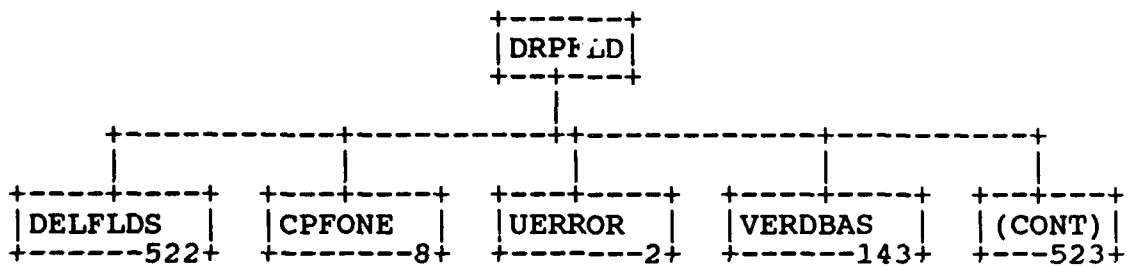 DRPFLD
DELFLDS CPFONE UERROR VERDBAS (CONT)
522 8 2 143 523